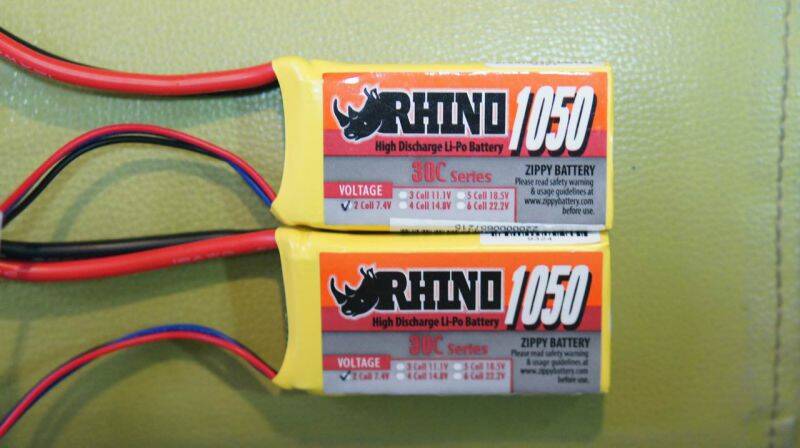 RHINO 1050
High Discharge Li-Po Battery
30C Series
ZIPPY BATTERY
Please read safety warning
& usage guidelines at
www.zippybattery.com
before use.
VOLTAGE
3 Cell 11.1V 5 Cell 18.5V
2 Cell 7.4V 4 Cell 14.8V 6 Cell 22.2V
RHINO 1050
High Discharge Li-Po Battery
30C Series
ZIPPY BATTERY
Please read safety warning
& usage guidelines at
www.zippybattery.com
before use.
VOLTAGE
3 Cell 11.1V 5 Cell 18.5V
2 Cell 7.4V 4 Cell 14.8V 6 Cell 22.2V